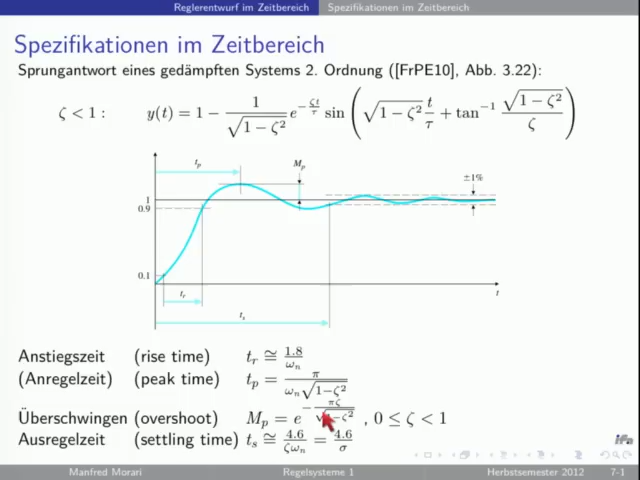 Reglerentwurf im Zeitbereich Spezifikationen im Zeitbereich
Spezifikationen im Zeitbereich
Sprungantwort eines gedämpften Systems 2. Ordnung ([FrPE10], Abb. 3.22):
ζ < 1 : y(t) = 1 − 1/√(1 − ζ²) e^(−ζt/τ) sin(√(1 − ζ²) t/τ + tan⁻¹ √(1 − ζ²)/ζ)
t_p M_p ±1%
1
0.9
0.1
t_r t
t_s
Anstiegszeit (rise time) t_r ≅ 1.8/ω_n
(Anregelzeit) (peak time) t_p = π/(ω_n√(1−ζ²))
Überschwingen (overshoot) M_p = e^(−πζ/√(1−ζ²)) , 0 ≤ ζ < 1
Ausregelzeit (settling time) t_s ≅ 4.6/(ζω_n) = 4.6/σ
ifa
Manfred Morari Regelsysteme 1 Herbstsemester 2012 7-1